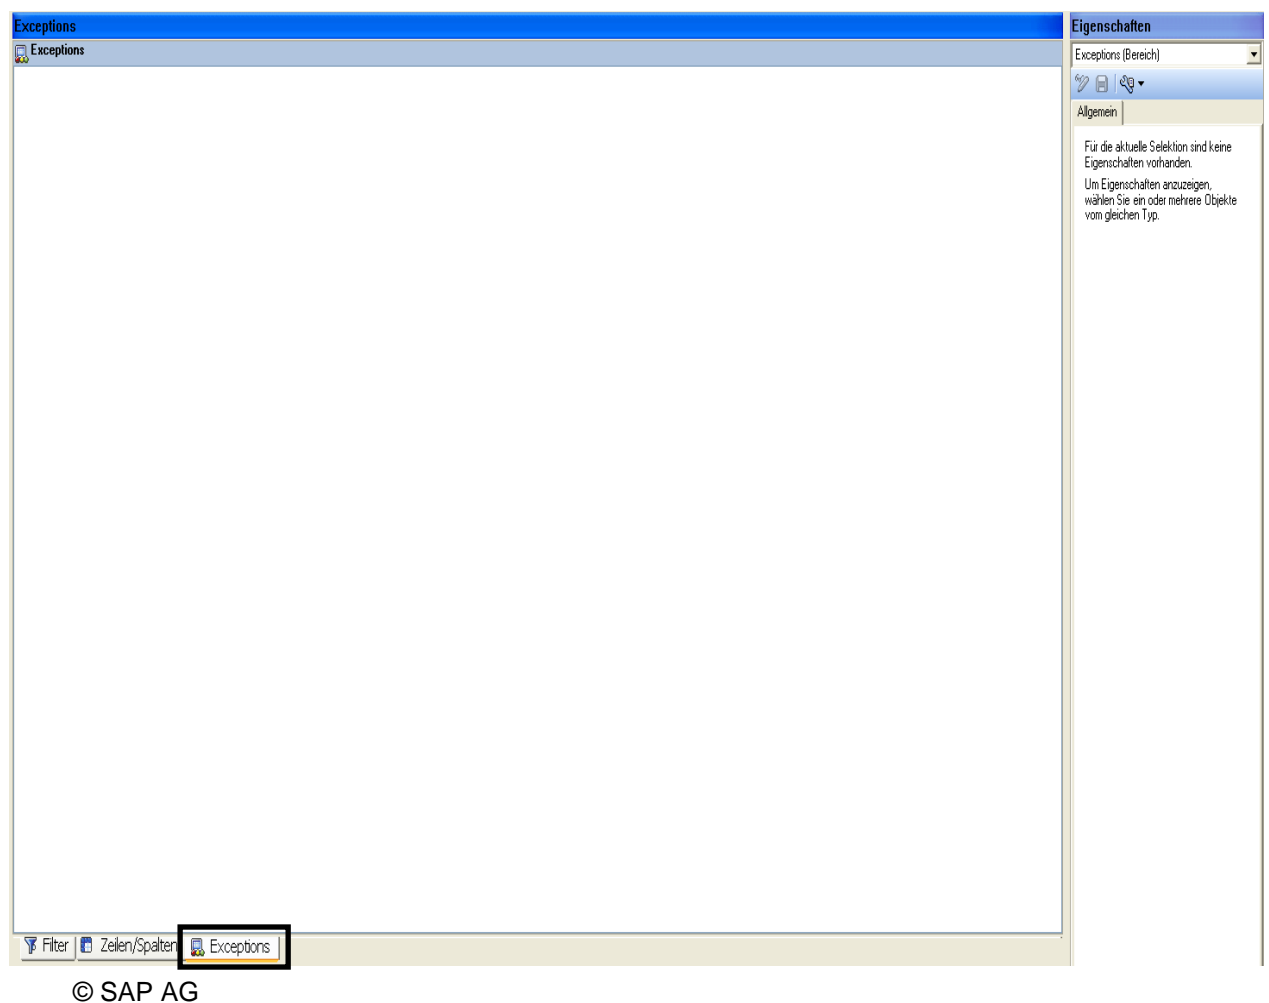 Exceptions
Exceptions
Eigenschaften
Exceptions (Bereich)
Allgemein
Für die aktuelle Selektion sind keine
Eigenschaften vorhanden.
Um Eigenschaften anzuzeigen,
wählen Sie ein oder mehrere Objekte
vom gleichen Typ.
Filter
Zeilen/Spalten
Exceptions
© SAP AG